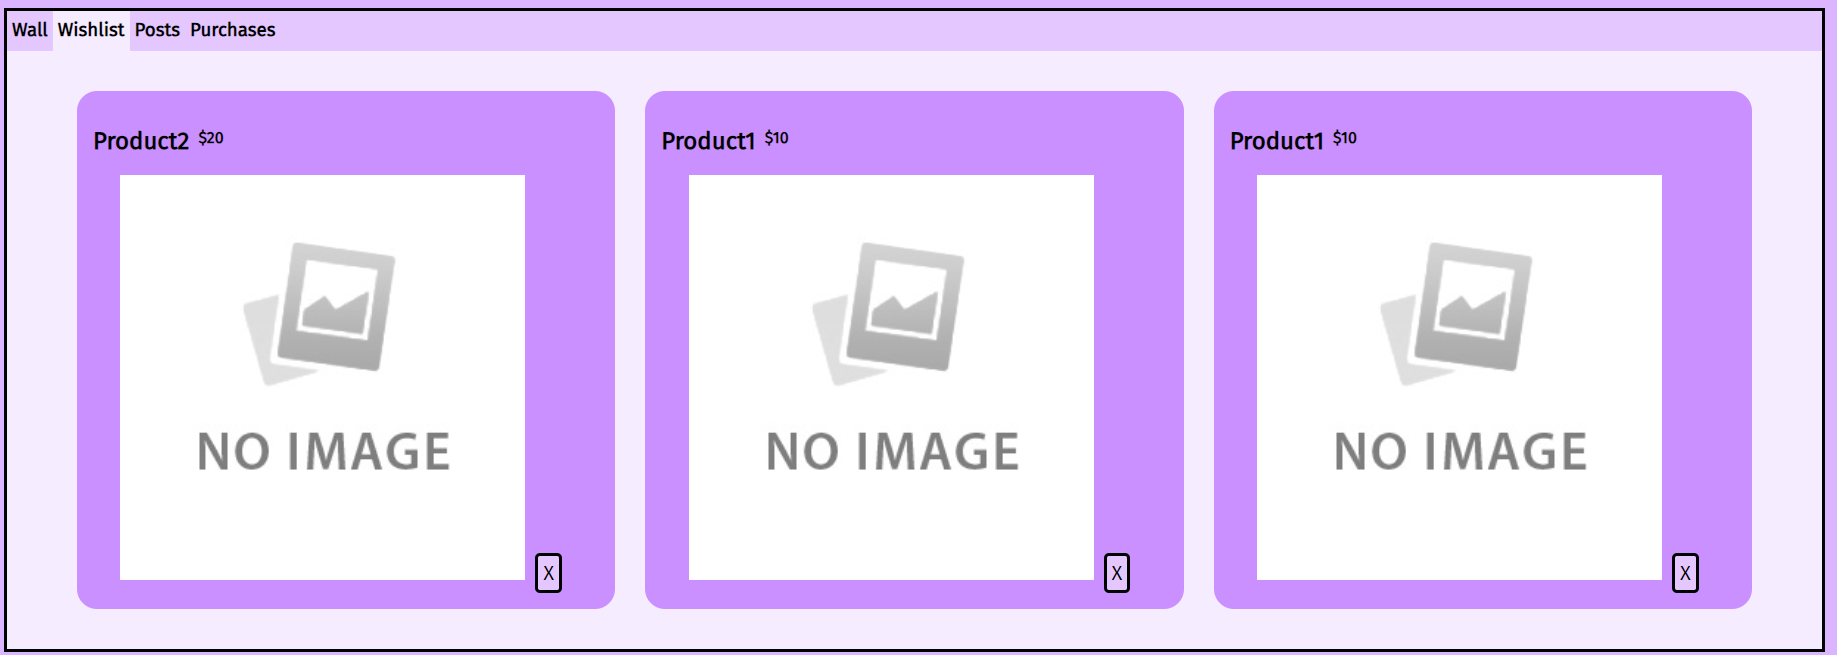 Wall Wishlist Posts Purchases
Product2 $20
NO IMAGE
X
Product1 $10
NO IMAGE
X
Product1 $10
NO IMAGE
X